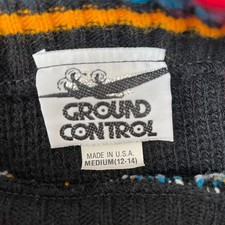 GROUND
CONTROL
MADE IN U.S.A.
MEDIUM(12-14)